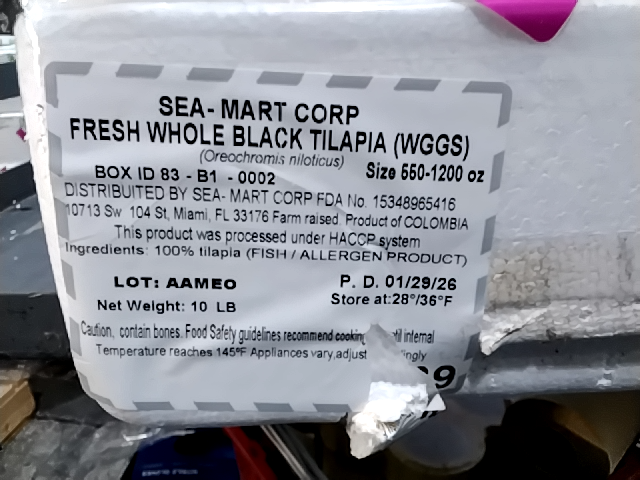 SEA- MART CORP
FRESH WHOLE BLACK TILAPIA (WGGS)
(Oreochromis niloticus)
BOX ID 83 - B1 - 0002 Size 550-1200 oz
DISTRIBUTED BY SEA- MART CORP FDA No. 15348965416
10713 Sw 104 St, Miami, FL 33176 Farm raised. Product of COLOMBIA
This product was processed under HACCP system
Ingredients: 100% tilapia (FISH / ALLERGEN PRODUCT)
LOT: AAMEO P. D. 01/29/26
Net Weight: 10 LB Store at:28°/36°F
Caution, contain bones. Food Safety guidelines recommend cooking internal
Temperature reaches 145ºF Appliances vary,adjust